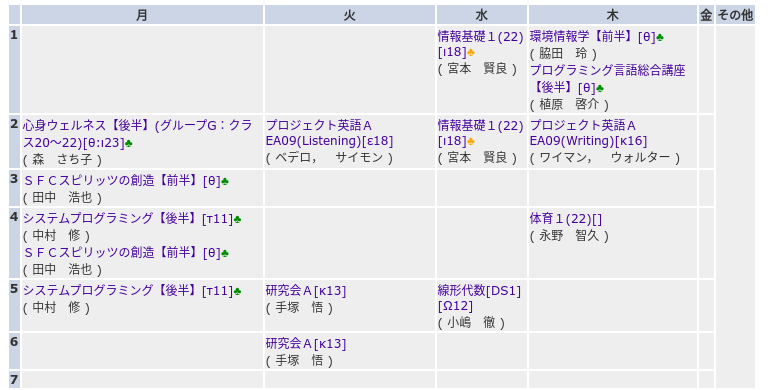 月 火 水 木 金 その他
1
情報基礎１(22)
[ι18]♣
( 宮本　賢良 )
環境情報学【前半】[θ]♣
( 脇田　玲 )
プログラミング言語総合講座
【後半】[θ]♣
( 植原　啓介 )
2
心身ウェルネス【後半】(グループG：クラ
ス20～22)[θ:ι23]♣
( 森　さち子 )
プロジェクト英語Ａ
EA09(Listening)[ε18]
( ベデロ,　サイモン )
情報基礎１(22)
[ι18]♣
( 宮本　賢良 )
プロジェクト英語Ａ
EA09(Writing)[κ16]
( ワイマン,　ウォルター )
3
ＳＦＣスピリッツの創造【前半】[θ]♣
( 田中　浩也 )
4
システムプログラミング【後半】[τ11]♣
( 中村　修 )
ＳＦＣスピリッツの創造【前半】[θ]♣
( 田中　浩也 )
体育１(22)[]
( 永野　智久 )
5
システムプログラミング【後半】[τ11]♣
( 中村　修 )
研究会Ａ[κ13]
( 手塚　悟 )
線形代数[DS1]
[Ω12]
( 小嶋　徹 )
6
研究会Ａ[κ13]
( 手塚　悟 )
7